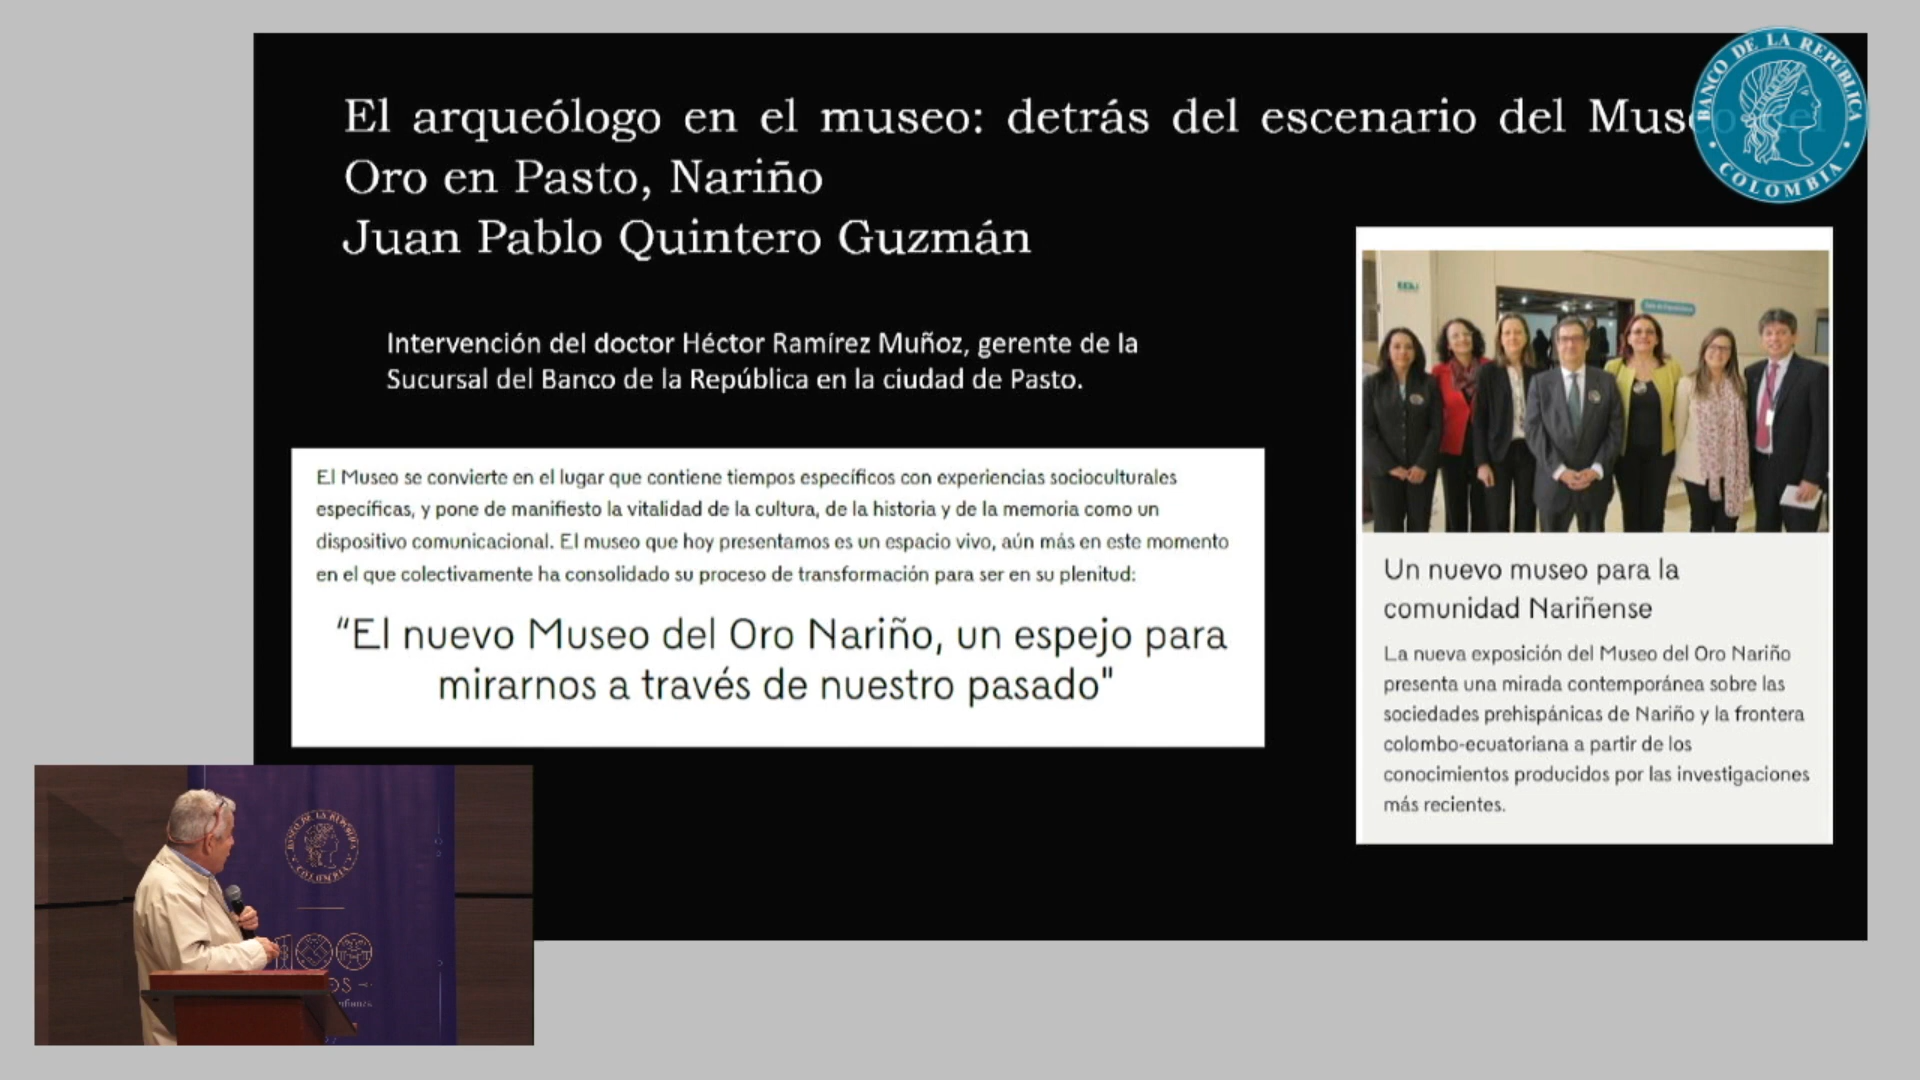 El arqueólogo en el museo: detrás del escenario del Museo del
Oro en Pasto, Nariño
Juan Pablo Quintero Guzmán
BANCO DE LA REPÚBLICA
COLOMBIA
Intervención del doctor Héctor Ramírez Muñoz, gerente de la
Sucursal del Banco de la República en la ciudad de Pasto.
El Museo se convierte en el lugar que contiene tiempos específicos con experiencias socioculturales
específicas, y pone de manifiesto la vitalidad de la cultura, de la historia y de la memoria como un
dispositivo comunicacional. El museo que hoy presentamos es un espacio vivo, aún más en este momento
en el que colectivamente ha consolidado su proceso de transformación para ser en su plenitud:
“El nuevo Museo del Oro Nariño, un espejo para
mirarnos a través de nuestro pasado"
Un nuevo museo para la
comunidad Nariñense
La nueva exposición del Museo del Oro Nariño
presenta una mirada contemporánea sobre las
sociedades prehispánicas de Nariño y la frontera
colombo-ecuatoriana a partir de los
conocimientos producidos por las investigaciones
más recientes.
BANCO DE LA REPÚBLICA
COLOMBIA